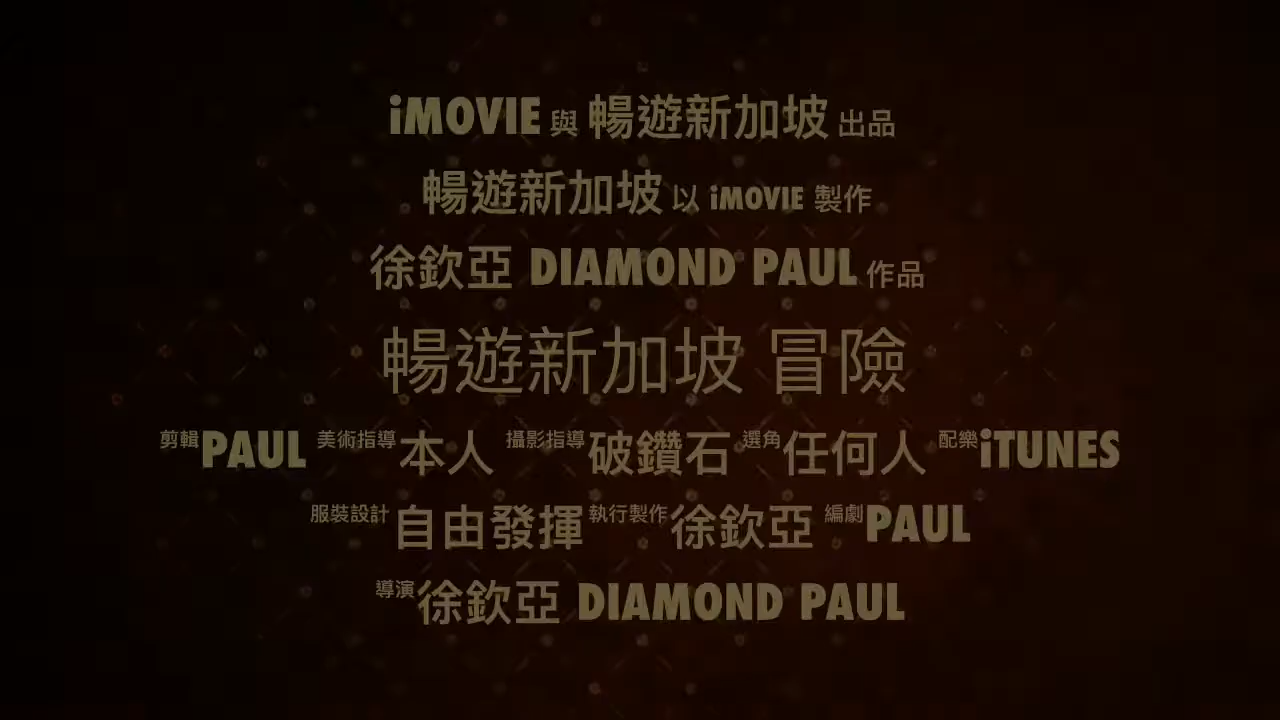 iMOVIE 與 暢遊新加坡 出品
暢遊新加坡 以 iMOVIE 製作
徐欽亞 DIAMOND PAUL 作品
暢遊新加坡 冒險
剪輯 PAUL 美術指導 本人 攝影指導 破鑽石 選角 任何人 配樂 iTUNES
服裝設計 自由發揮 執行製作 徐欽亞 編劇 PAUL
導演 徐欽亞 DIAMOND PAUL